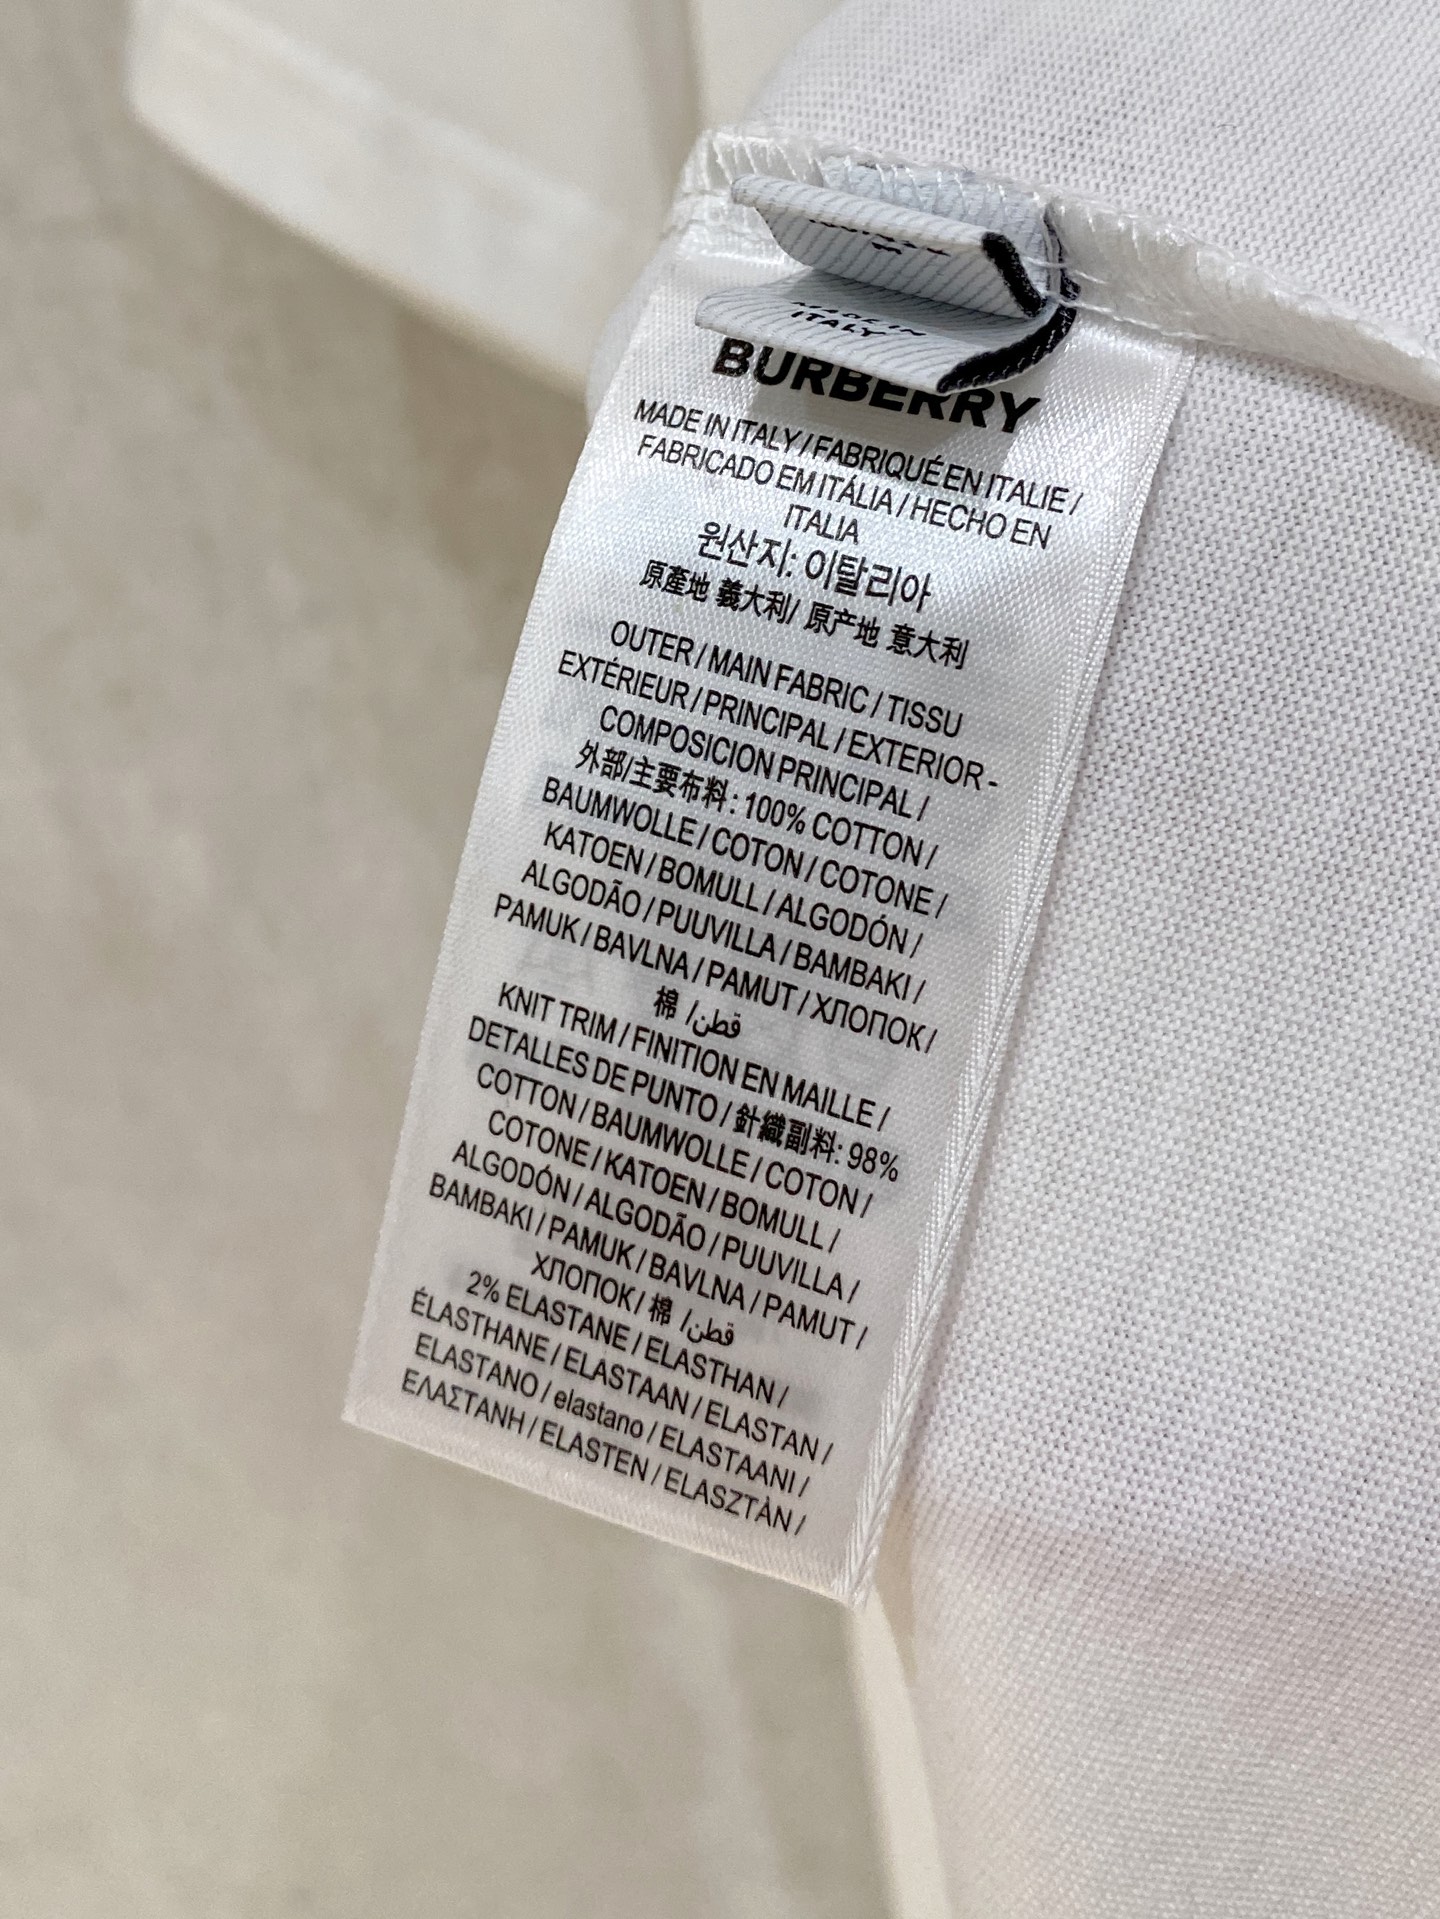 MADE IN
ITALY
BURBERRY
MADE IN ITALY / FABRIQUÉ EN ITALIE /
FABRICADO EM ITÁLIA / HECHO EN
ITALIA
원산지: 이탈리아
原產地 義大利/ 原产地 意大利
OUTER / MAIN FABRIC / TISSU
EXTÉRIEUR / PRINCIPAL / EXTERIOR -
COMPOSICION PRINCIPAL /
外部/主要布料 : 100% COTTON /
BAUMWOLLE / COTON / COTONE /
KATOEN / BOMULL / ALGODÓN /
ALGODÃO / PUUVILLA / BAMBAKI /
PAMUK / BAVLNA / PAMUT / ХЛОПОК /
棉 /قطن
KNIT TRIM / FINITION EN MAILLE /
DETALLES DE PUNTO / 針織副料: 98%
COTTON / BAUMWOLLE / COTON /
COTONE / KATOEN / BOMULL /
ALGODÓN / ALGODÃO / PUUVILLA /
BAMBAKI / PAMUK / BAVLNA / PAMUT /
ХЛОПОК / 棉 /قطن
2% ELASTANE / ELASTHAN /
ÉLASTHANE / ELASTAAN / ELASTAN /
ELASTANO / elastano / ELASTAANI /
ΕΛΑΣΤΑΝΗ / ELASTEN / ELASZTÀN /